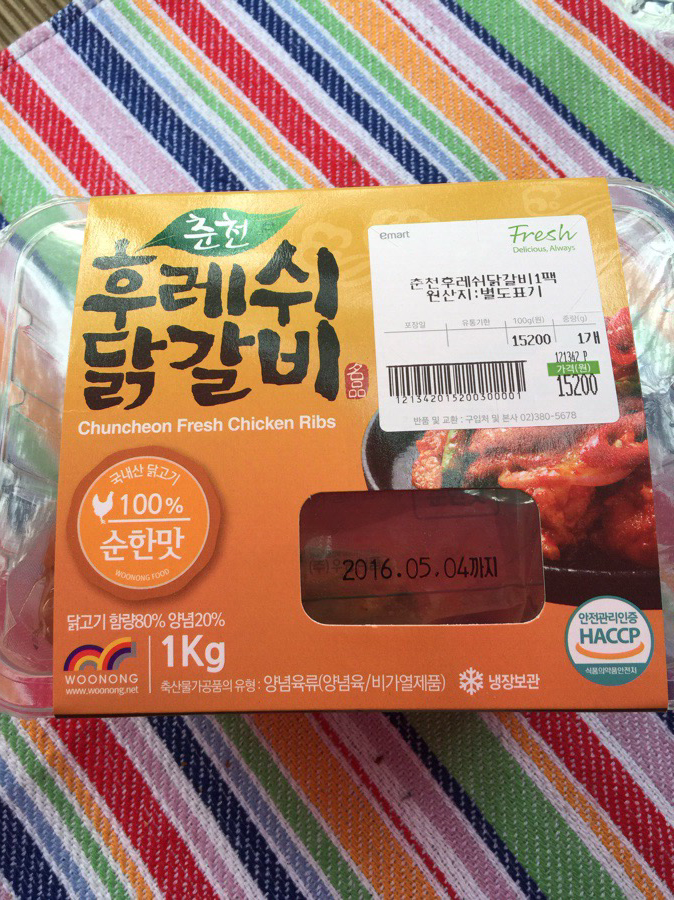 춘천
후레쉬
닭갈비
名品
Chuncheon Fresh Chicken Ribs
emart
Fresh
Delicious, Always
춘천후레쉬닭갈비1팩
원산지:별도표기
포장일 유통기한 100g(원) 중량(g)
15200 1개
121342 P
가격(원)
15200
1213420152003000001
반품 및 교환 : 구입처 및 본사 02)380-5678
국내산 닭고기
100%
순한맛
WOONONG FOOD
2016.05.04까지
닭고기 함량80% 양념20%
WOONONG
www.woonong.net
1Kg
축산물가공품의 유형 : 양념육류(양념육/비가열제품)
냉장보관
안전관리인증
HACCP
식품의약품안전처